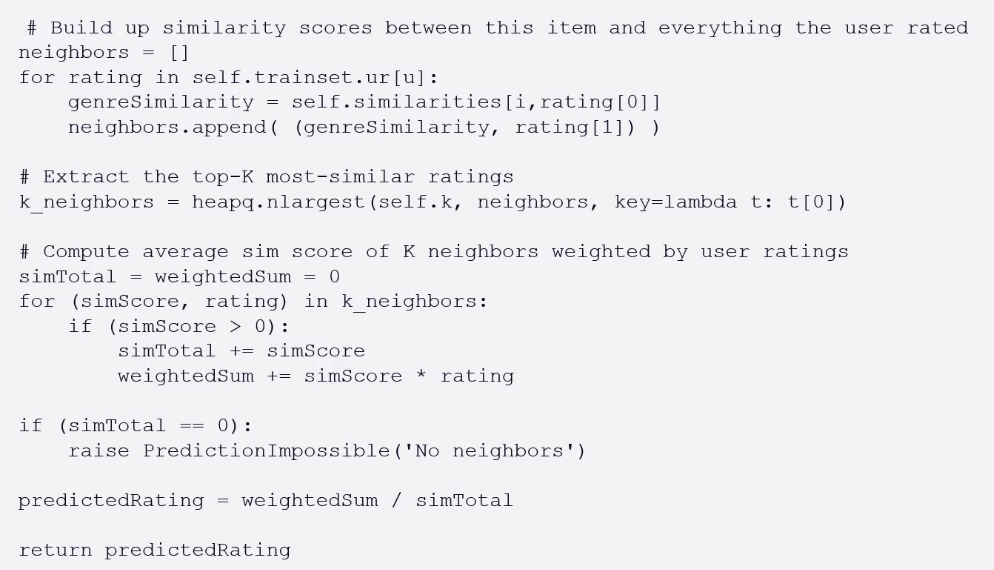 # Build up similarity scores between this item and everything the user rated
neighbors = []
for rating in self.trainset.ur[u]:
    genreSimilarity = self.similarities[i,rating[0]]
    neighbors.append( (genreSimilarity, rating[1]) )

# Extract the top-K most-similar ratings
k_neighbors = heapq.nlargest(self.k, neighbors, key=lambda t: t[0])

# Compute average sim score of K neighbors weighted by user ratings
simTotal = weightedSum = 0
for (simScore, rating) in k_neighbors:
    if (simScore > 0):
        simTotal += simScore
        weightedSum += simScore * rating

if (simTotal == 0):
    raise PredictionImpossible('No neighbors')

predictedRating = weightedSum / simTotal

return predictedRating